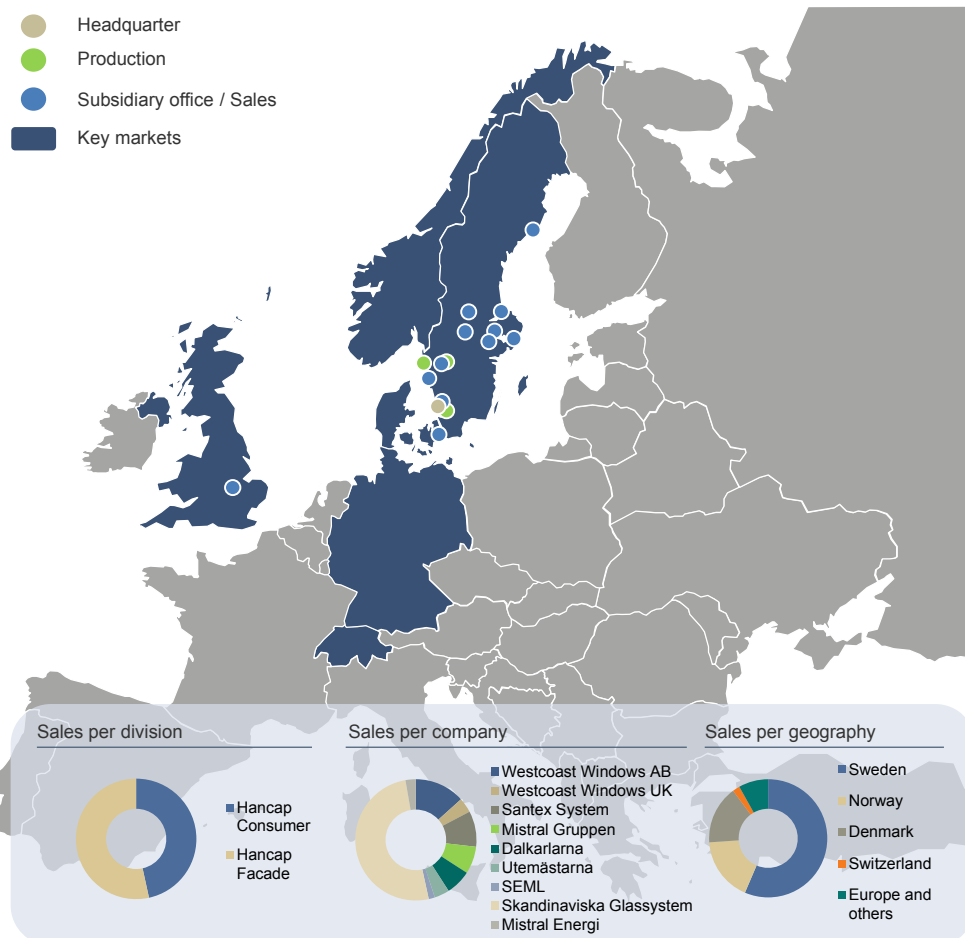 Headquarter
Production
Subsidiary office / Sales
Key markets
Sales per division
Hancap
Consumer
Hancap
Facade
Sales per company
Westcoast Windows AB
Westcoast Windows UK
Santex System
Mistral Gruppen
Dalkarlarna
Utemästarna
SEML
Skandinaviska Glassystem
Mistral Energi
Sales per geography
Sweden
Norway
Denmark
Switzerland
Europe and
others